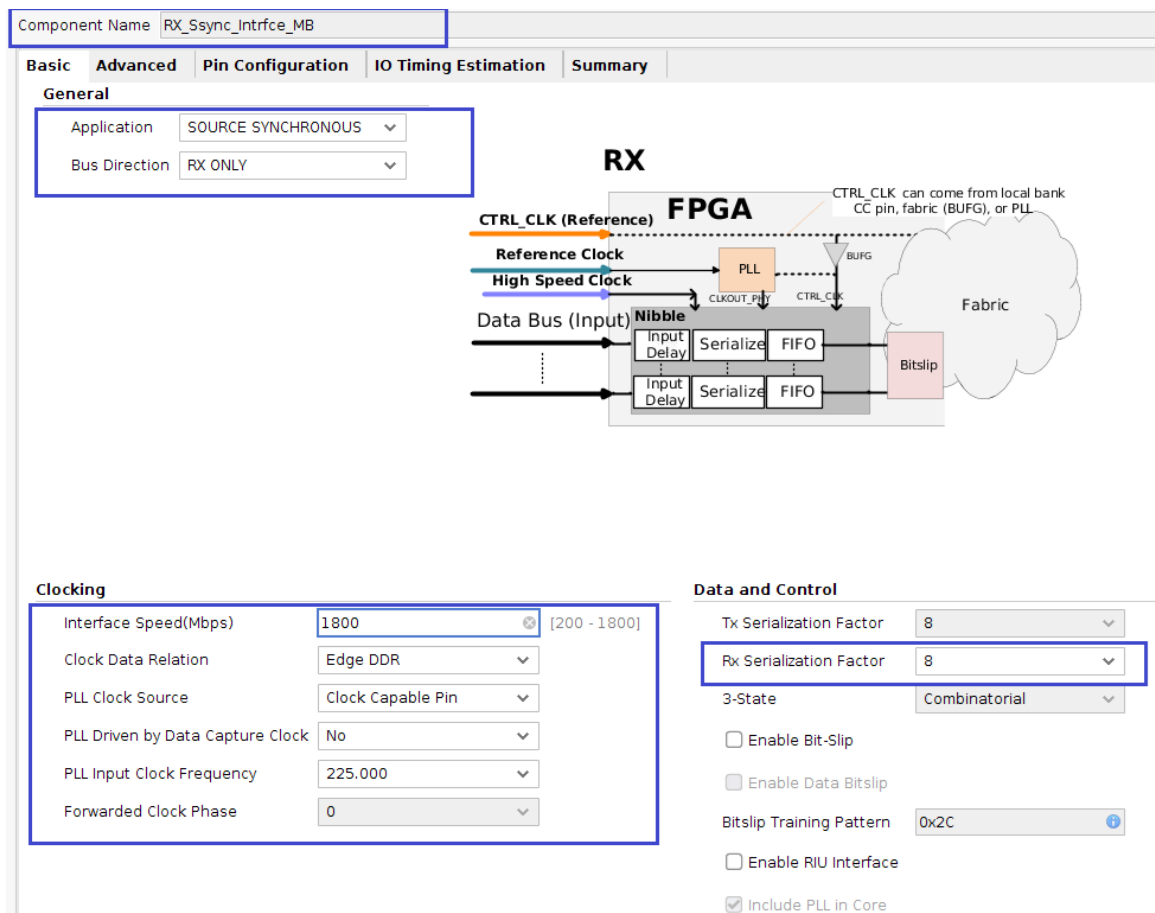 Component Name RX_Ssync_Intrfce_MB
Basic Advanced Pin Configuration IO Timing Estimation Summary
General
Application SOURCE SYNCHRONOUS
Bus Direction RX ONLY
RX
CTRL_CLK can come from local bank
CC pin, fabric (BUFG), or PLL
FPGA
CTRL_CLK (Reference)
Reference Clock
High Speed Clock
Data Bus (Input)
PLL
BUFG
CLKOUT_PHY
CTRL_CLK
Nibble
Input Delay Serialize FIFO
Input Delay Serialize FIFO
Bitslip
Fabric
Clocking
Interface Speed(Mbps) 1800 [200 - 1800]
Clock Data Relation Edge DDR
PLL Clock Source Clock Capable Pin
PLL Driven by Data Capture Clock No
PLL Input Clock Frequency 225.000
Forwarded Clock Phase 0
Data and Control
Tx Serialization Factor 8
Rx Serialization Factor 8
3-State Combinatorial
Enable Bit-Slip
Enable Data Bitslip
Bitslip Training Pattern 0x2C
Enable RIU Interface
Include PLL in Core